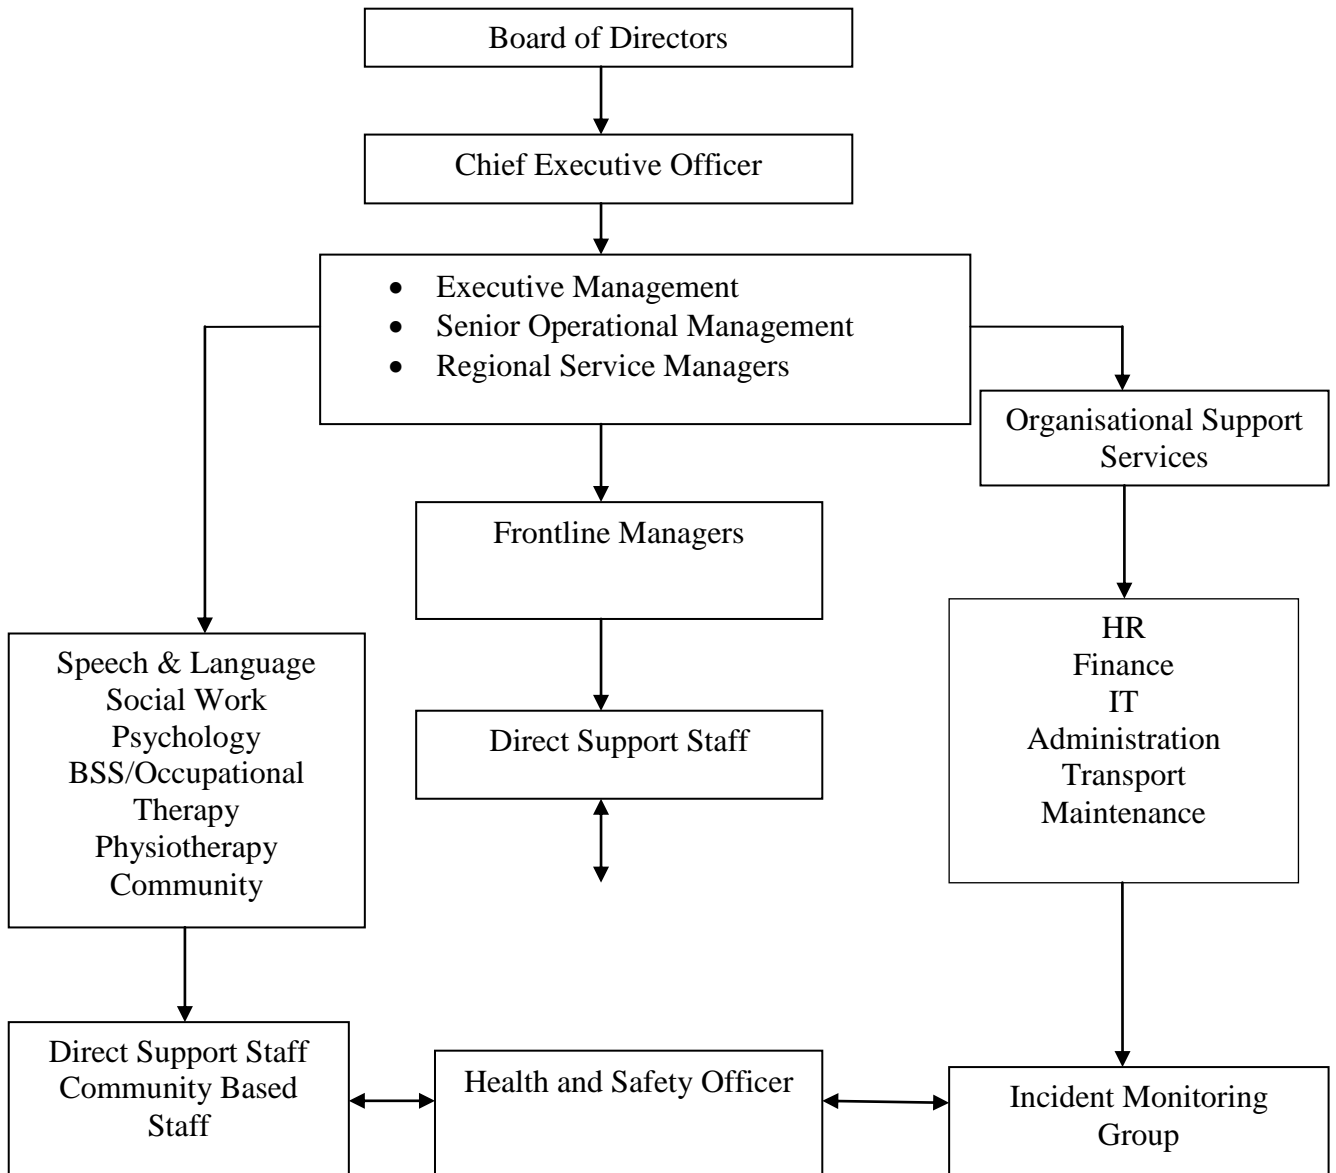 Board of Directors
Chief Executive Officer
• Executive Management
• Senior Operational Management
• Regional Service Managers
Organisational Support
Services
Frontline Managers
Speech & Language
Social Work
Psychology
BSS/Occupational
Therapy
Physiotherapy
Community
Direct Support Staff
HR
Finance
IT
Administration
Transport
Maintenance
Direct Support Staff
Community Based
Staff
Health and Safety Officer
Incident Monitoring
Group